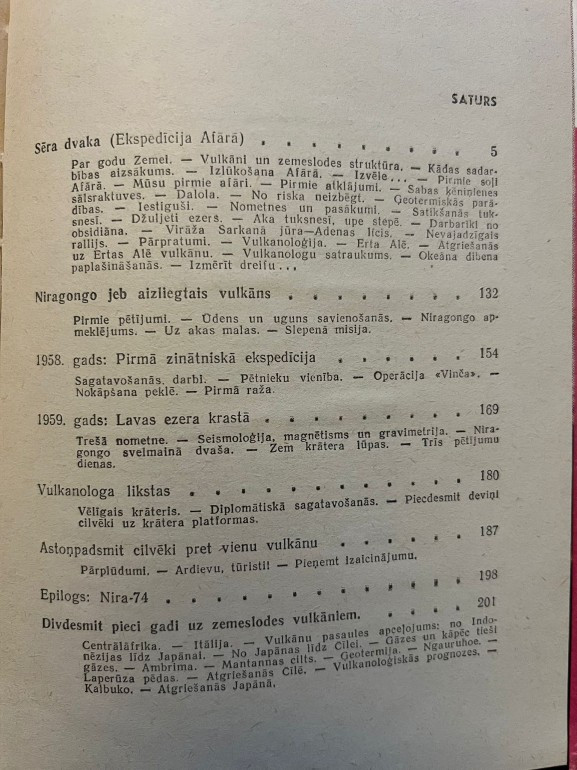 SATURS
Sēra dvaka (Ekspedīcija Afārā) . . . . . . . . 5
Par godu Zemei. — Vulkāni un zemeslodes struktūra. — Kādas sadar-
bības aizsākums. — Izlūkošana Afārā. — Izvēle... — Pirmie soļi
Afārā. — Mūsu pirmie afāri. — Pirmie atklājumi. — Sabas ķēniņienes
sālsraktuves. — Dalola. — No riska neizbēgt. — Ģeotermiskās parā-
dības. — Iestiguši. — Nometnes un pasākumi. — Satikšanās tuk-
snesī. — Džuljeti ezers. — Aka tuksnesī, upe stepē. — Darbarīki no
obsidiāna. — Virāža Sarkanā jūra—Adenas līcis. — Nevajadzīgais
rallijs. — Pārpratumi. — Vulkanoloģija. — Erta Alē. — Atgriešanās
uz Ertas Alē vulkānu. — Vulkanologu satraukums. — Okeāna dibena
paplašināšanās. — Izmērīt dreifu...
Niragongo jeb aizliegtais vulkāns . . . . . . . 132
Pirmie pētījumi. — Ūdens un uguns savienošanās. — Niragongo ap-
meklējums. — Uz akas malas. — Slepenā misija.
1958. gads: Pirmā zinātniskā ekspedīcija . . . . . 154
Sagatavošanās darbi. — Pētnieku vienība. — Operācija «Vinča». —
Nokāpšana peklē. — Pirmā raža.
1959. gads: Lavas ezera krastā . . . . . . . . 169
Trešā nometne. — Seismoloģija, magnētisms un gravimetrija. — Nira-
gongo sveimainā dvaša. — Zem krātera lūpas. — Trīs pētījumu
dienas.
Vulkanologa likstas . . . . . . . . . . . 180
Vēlīgais krāteris. — Diplomātiskā sagatavošanās. — Piecdesmit deviņi
cilvēki uz krātera platformas.
Astoņpadsmit cilvēki pret vienu vulkānu . . . . . 187
Pārplūdumi. — Ardievu, tūristi! — Pieņemt izaicinājumu.
Epilogs: Nira-74 . . . . . . . . . . . . 198
Divdesmit pieci gadi uz zemeslodes vulkāniem. . . . . 201
Centrālāfrika. — Itālija. — Vulkānu pasaules apceļojums: no Indo-
nēzijas līdz Japānai. — No Japānas līdz Čīlei. — Gāzes un kāpēc tieši
gāzes. — Ambrima. — Mantannas cilts. — Ģeotermija. — Ngauruhoe. —
Laperūza pēdas. — Atgriešanās Čīlē. — Vulkanoloģiskās prognozes. —
Kalbuko. — Atgriešanās Japānā.